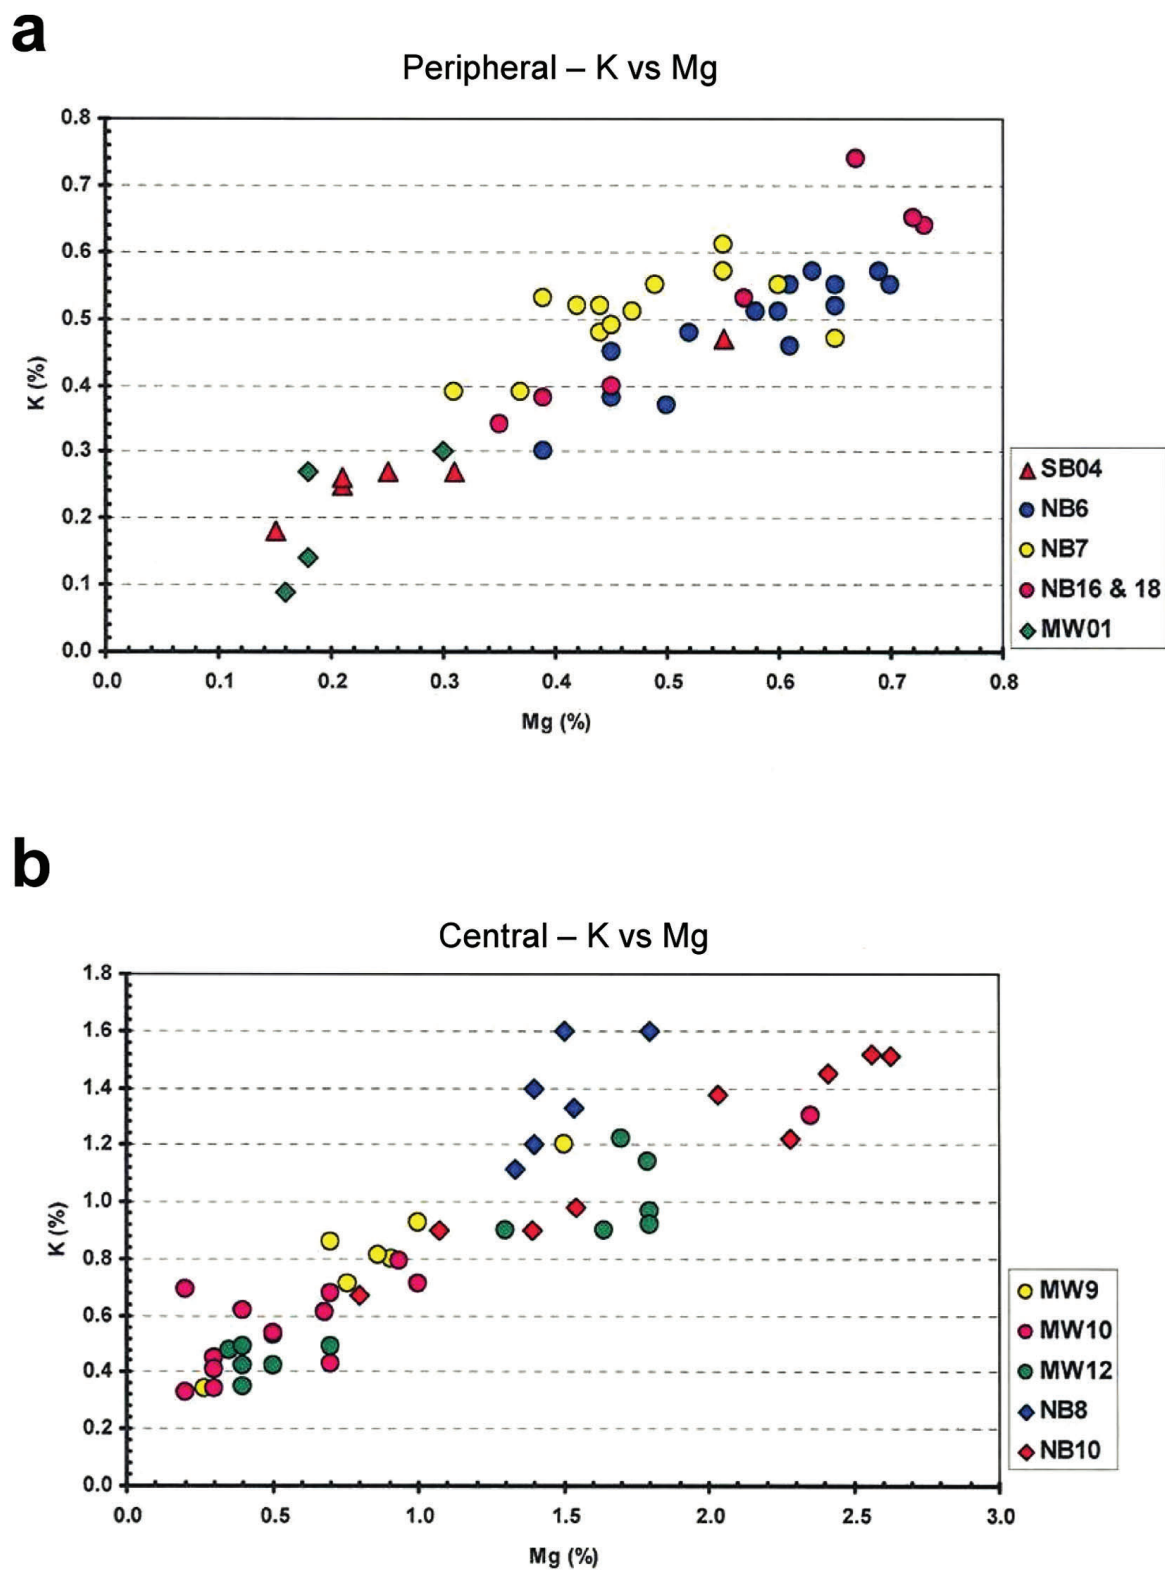 a
Peripheral – K vs Mg
0.8
0.7
0.6
0.5
0.4
0.3
0.2
0.1
0.0
K (%)
0.0 0.1 0.2 0.3 0.4 0.5 0.6 0.7 0.8
Mg (%)
SB04
NB6
NB7
NB16 & 18
MW01
b
Central – K vs Mg
1.8
1.6
1.4
1.2
1.0
0.8
0.6
0.4
0.2
0.0
K (%)
0.0 0.5 1.0 1.5 2.0 2.5 3.0
Mg (%)
MW9
MW10
MW12
NB8
NB10